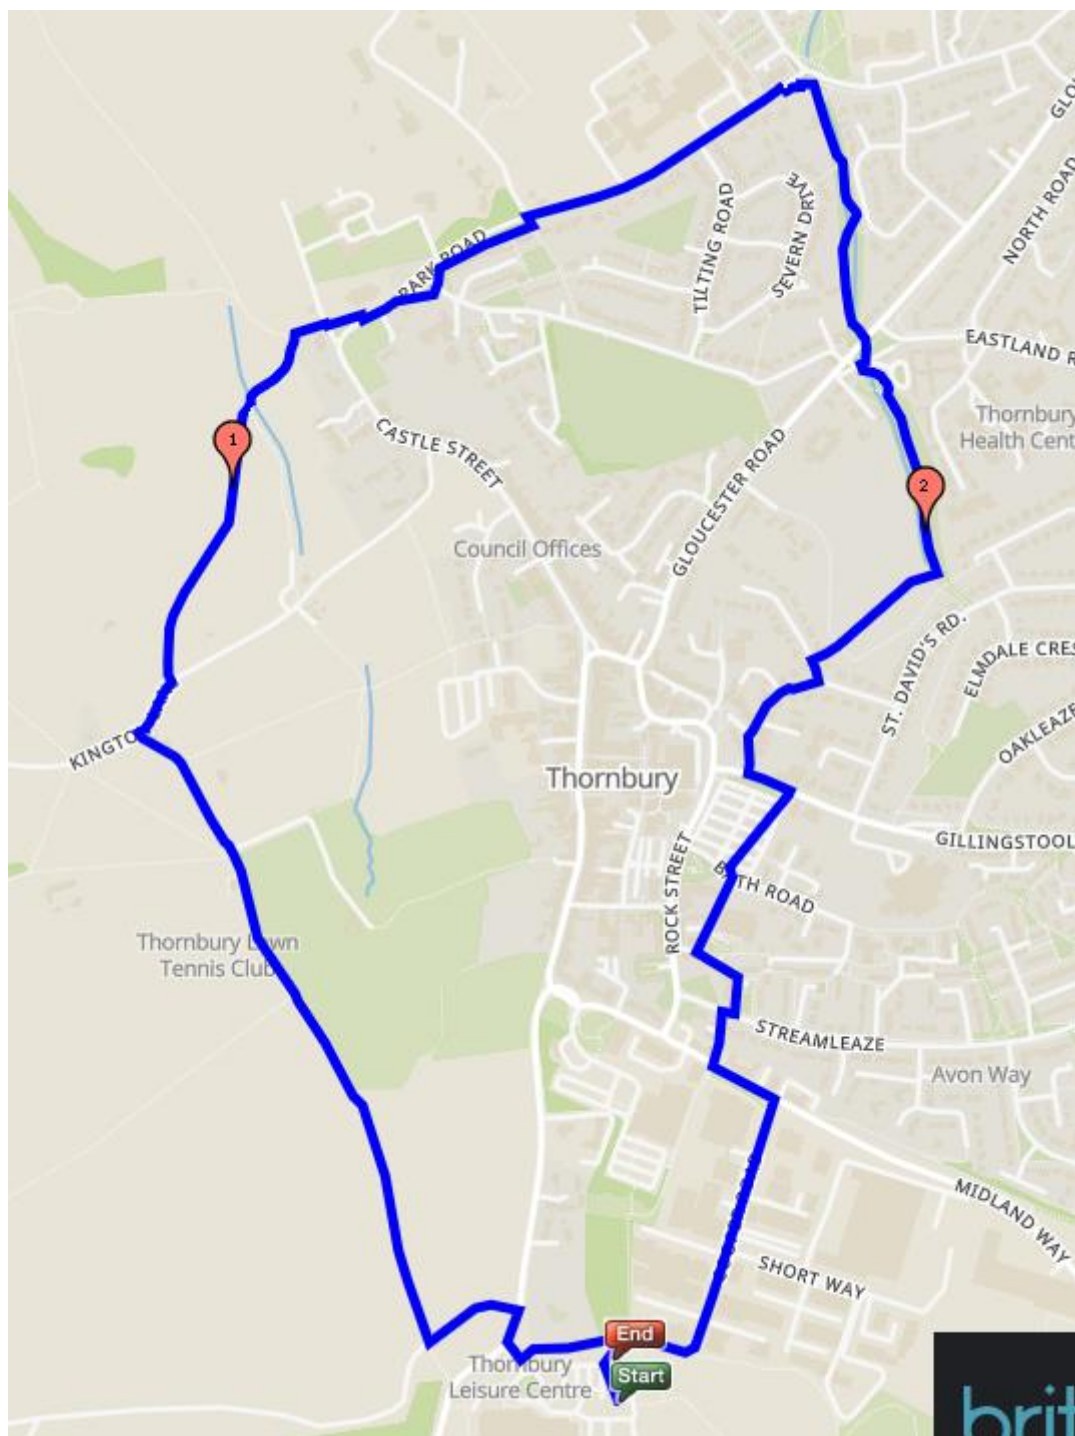 GLO
NORTH ROAD
SEVERN DRIVE
TILTING ROAD
PARK ROAD
EASTLAND R
Thornbury
Health Cent
1
CASTLE STREET
GLOUCESTER ROAD
2
Council Offices
ST. DAVID'S RD.
ELMDALE CRES
OAKLEAZE
KINGTO
Thornbury
GILLINGSTOOL
ROCK STREET
BATH ROAD
Thornbury Lawn
Tennis Club
STREAMLEAZE
Avon Way
MIDLAND WAY
SHORT WAY
End
Thornbury
Leisure Centre
Start
brit